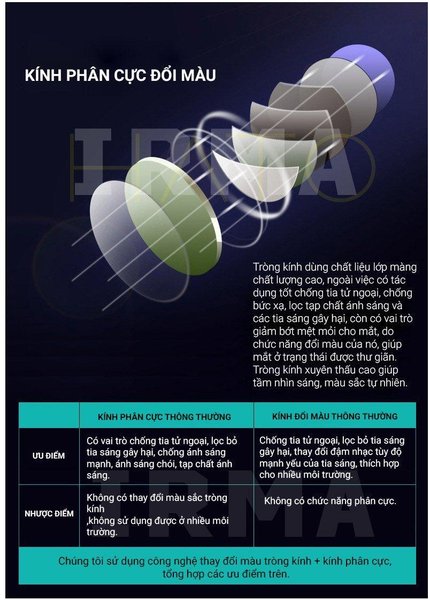 KÍNH PHÂN CỰC ĐỔI MÀU
IRMA
Tròng kính dùng chất liệu lớp màng
chất lượng cao, ngoài việc có tác
dụng tốt chống tia tử ngoại, chống
bức xạ, lọc tạp chất ánh sáng và
các tia sáng gây hại, còn có vai trò
giảm bớt mệt mỏi cho mắt, do
chức năng đổi màu của nó, giúp
mắt ở trạng thái được thư giãn.
Tròng kính xuyên thấu cao giúp
tầm nhìn sáng, màu sắc tự nhiên.
KÍNH PHÂN CỰC THÔNG THƯỜNG
KÍNH ĐỔI MÀU THÔNG THƯỜNG
ƯU ĐIỂM
Có vai trò chống tia tử ngoại, lọc bỏ
tia sáng gây hại, chống ánh sáng
mạnh, ánh sáng chói, tạp chất ánh
sáng.
Chống tia tử ngoại, lọc bỏ tia sáng
gây hại, thay đổi đậm nhạc tùy độ
mạnh yếu của tia sáng, thích hợp
cho nhiều môi trường.
NHƯỢC ĐIỂM
Không có thay đổi màu sắc tròng
kính
,không sử dụng được ở nhiều môi
trường.
Không có chức năng phân cực.
IRMA
Chúng tôi sử dụng công nghệ thay đổi màu tròng kính + kính phân cực,
tổng hợp các ưu điểm trên.